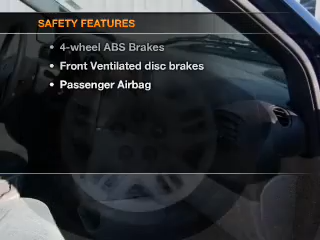 SAFETY FEATURES
• 4-wheel ABS Brakes
• Front Ventilated disc brakes
• Passenger Airbag